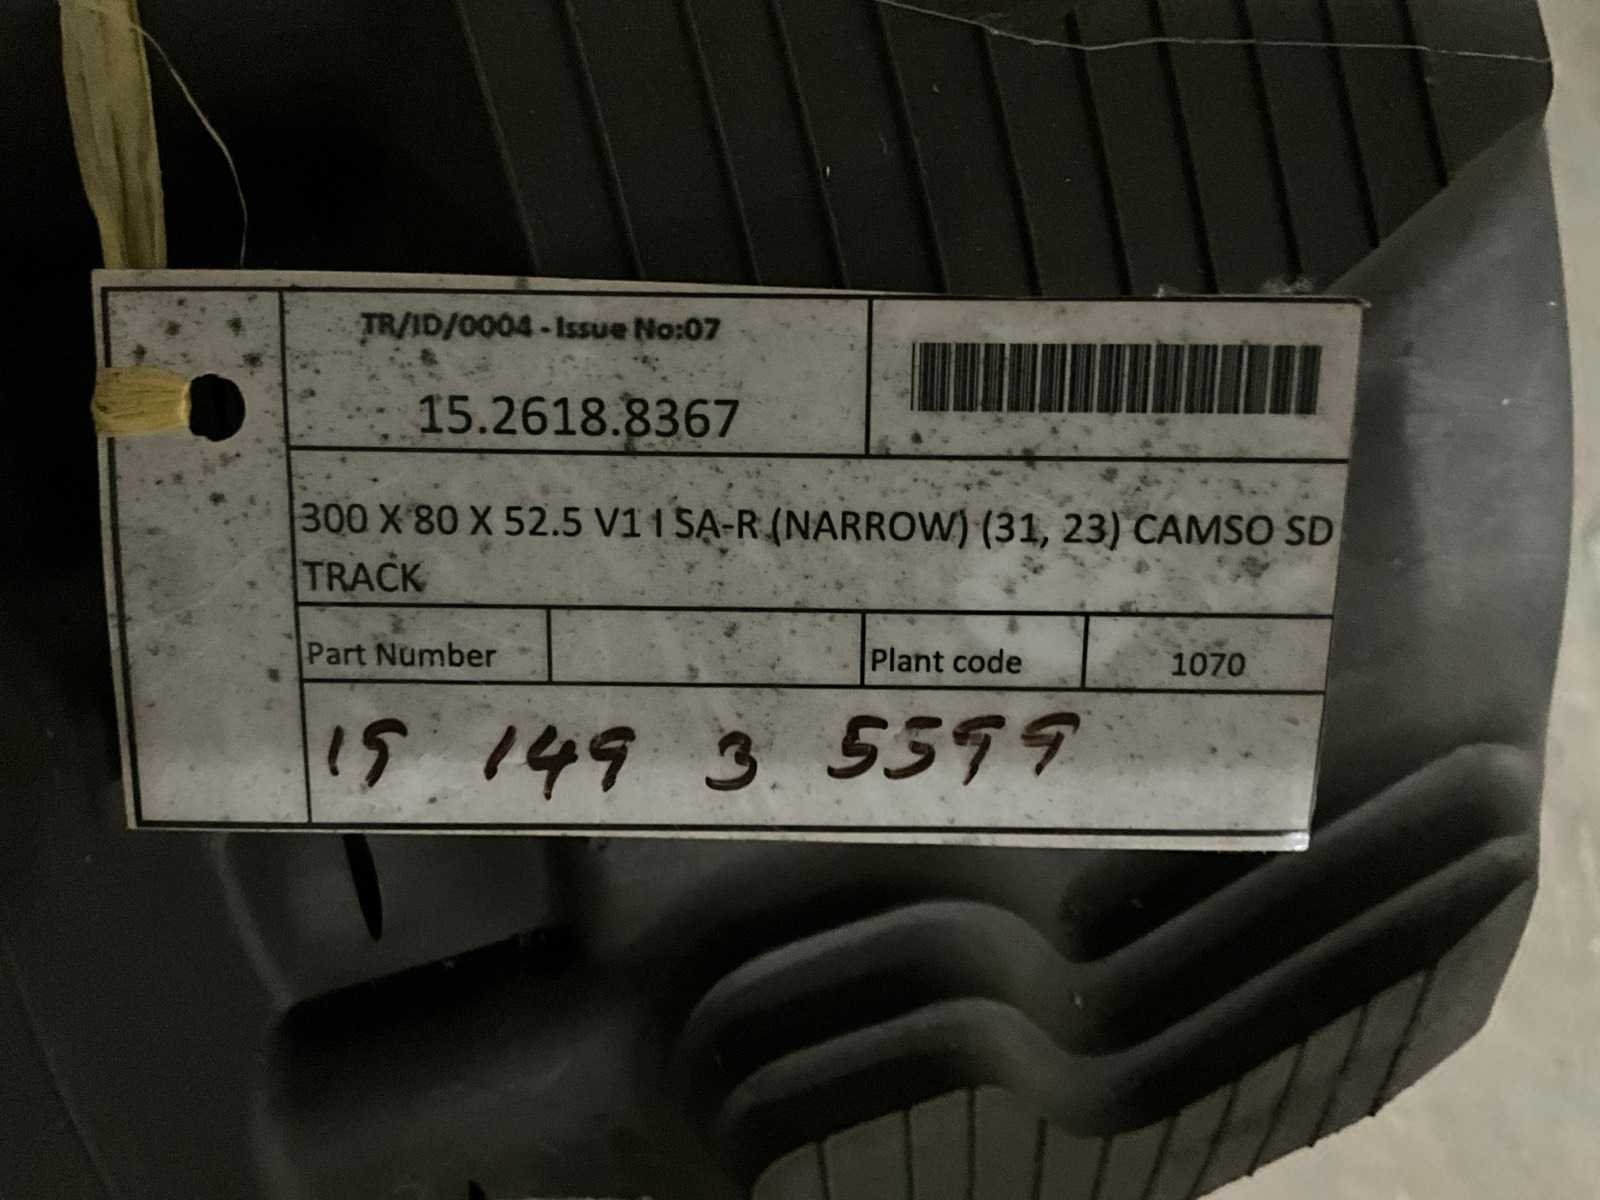 TR/ID/0004 - Issue No:07
15.2618.8367
300 X 80 X 52.5 V1 I SA-R (NARROW) (31, 23) CAMSO SD
TRACK
Part Number
Plant code
1070
19 149 3 5599